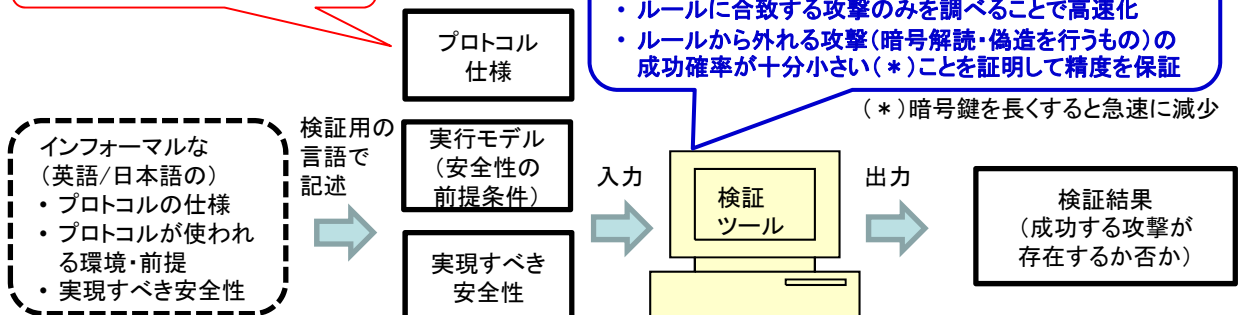 ・ ルールに合致する攻撃のみを調べることで高速化
・ ルールから外れる攻撃(暗号解読・偽造を行うもの)の
成功確率が十分小さい(＊)ことを証明して精度を保証
(＊)暗号鍵を長くすると急速に減少
プロトコル
仕様
インフォーマルな
(英語/日本語の)
・ プロトコルの仕様
・ プロトコルが使われ
る環境・前提
・ 実現すべき安全性
検証用の
言語で
記述
実行モデル
(安全性の
前提条件)
実現すべき
安全性
入力
検証
ツール
出力
検証結果
(成功する攻撃が
存在するか否か)